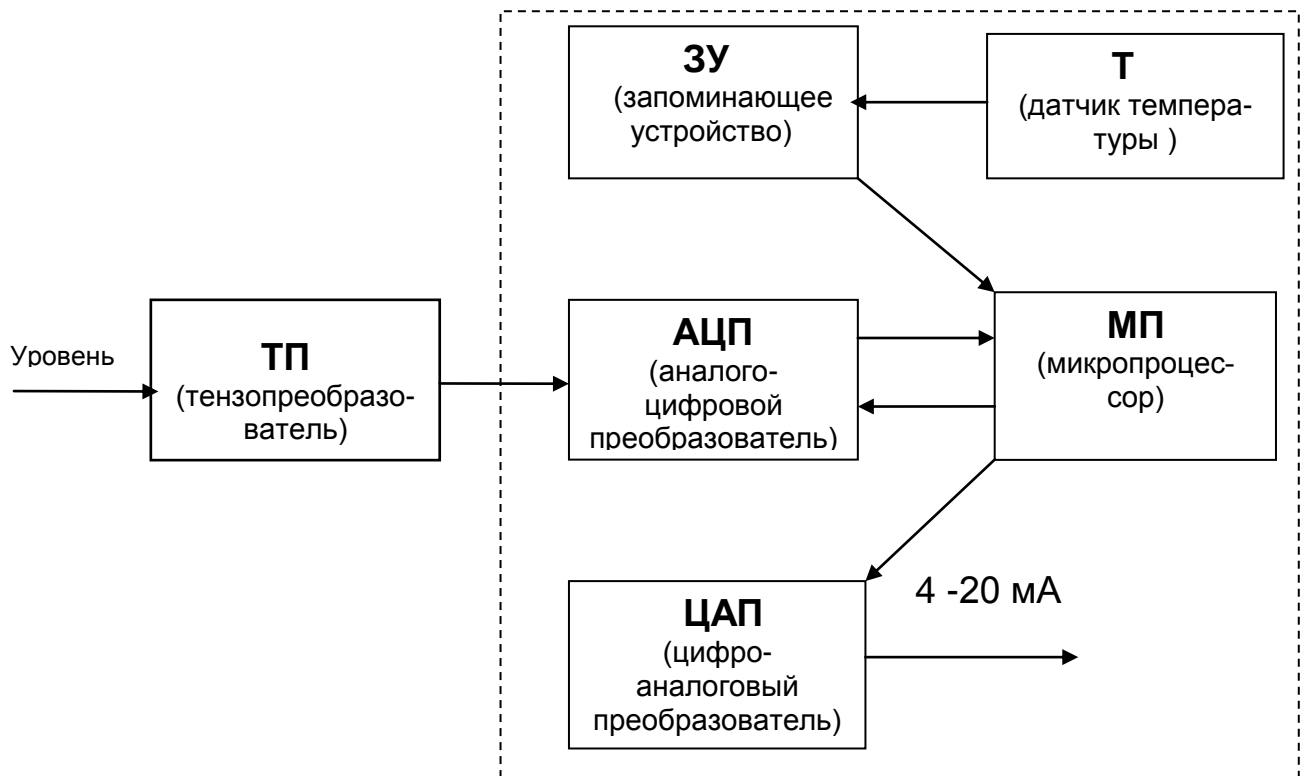 ЗУ
(запоминающее
устройство)
Т
(датчик темпера-
туры )
Уровень
ТП
(тензопреобразо-
ватель)
АЦП
(аналого-
цифровой
преобразователь)
МП
(микропроцес-
сор)
ЦАП
(цифро-
аналоговый
преобразователь)
4 -20 мА